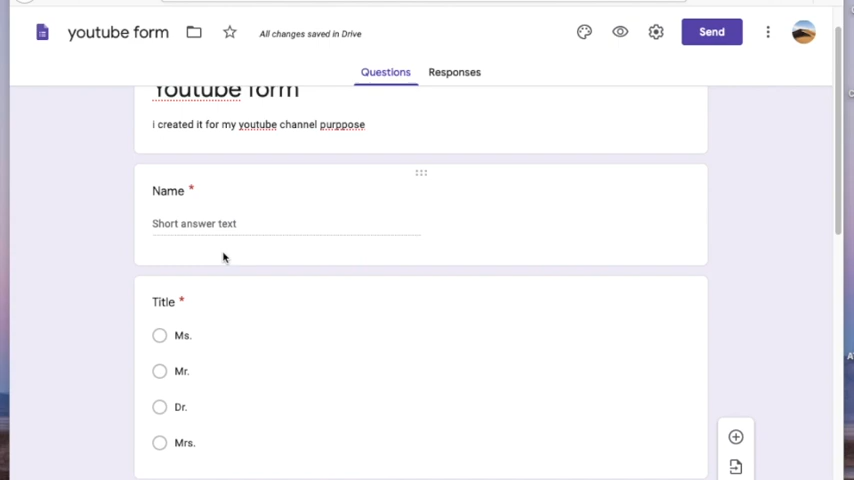 youtube form
All changes saved in Drive
Send
Questions
Responses
Youtube form
i created it for my youtube channel purppose
Name *
Short answer text
Title *
Ms.
Mr.
Dr.
Mrs.